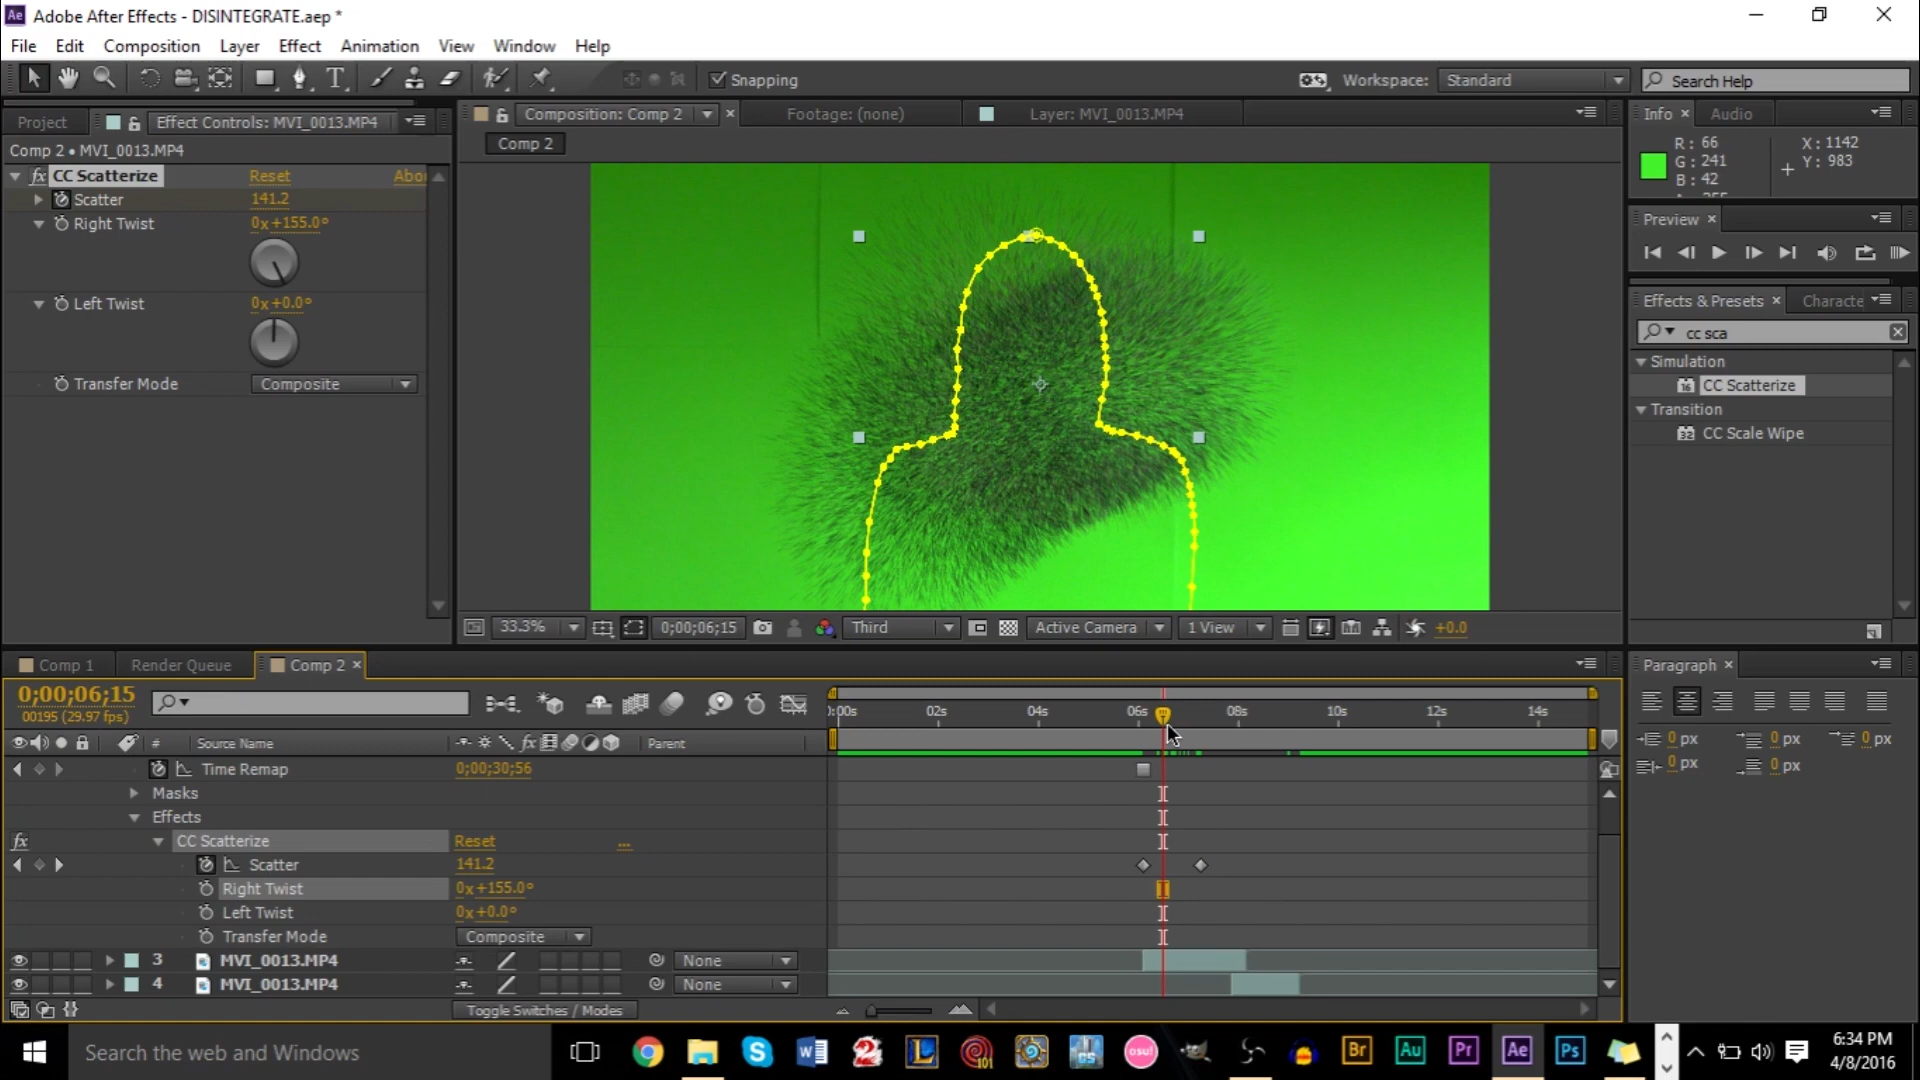 Adobe After Effects - DISINTEGRATE.aep *
File Edit Composition Layer Effect Animation View Window Help
Snapping
Workspace: Standard
Search Help
Project Effect Controls: MVI_0013.MP4
Comp 2 • MVI_0013.MP4
fx CC Scatterize Reset Abou
Scatter 141.2
Right Twist 0x+155.0°
Left Twist 0x+0.0°
Transfer Mode Composite
Composition: Comp 2 Footage: (none) Layer: MVI_0013.MP4
Comp 2
33.3% 0;00;06;15 Third Active Camera 1 View +0.0
Info Audio
R: 66 X: 1142
G: 241 Y: 983
B: 42
Preview
Effects & Presets Characte
cc sca
Simulation
CC Scatterize
Transition
CC Scale Wipe
Comp 1 Render Queue Comp 2
0;00;06;15
00195 (29.97 fps)
0:00s 02s 04s 06s 08s 10s 12s 14s
# Source Name Parent
Time Remap 0;00;30;56
Masks
Effects
fx CC Scatterize Reset ...
Scatter 141.2
Right Twist 0x+155.0°
Left Twist 0x+0.0°
Transfer Mode Composite
3 MVI_0013.MP4 None
4 MVI_0013.MP4 None
Toggle Switches / Modes
Paragraph
0 px 0 px 0 px
0 px 0 px
Search the web and Windows
101
osu!
Br Au Pr Ae Ps
6:34 PM
4/8/2016